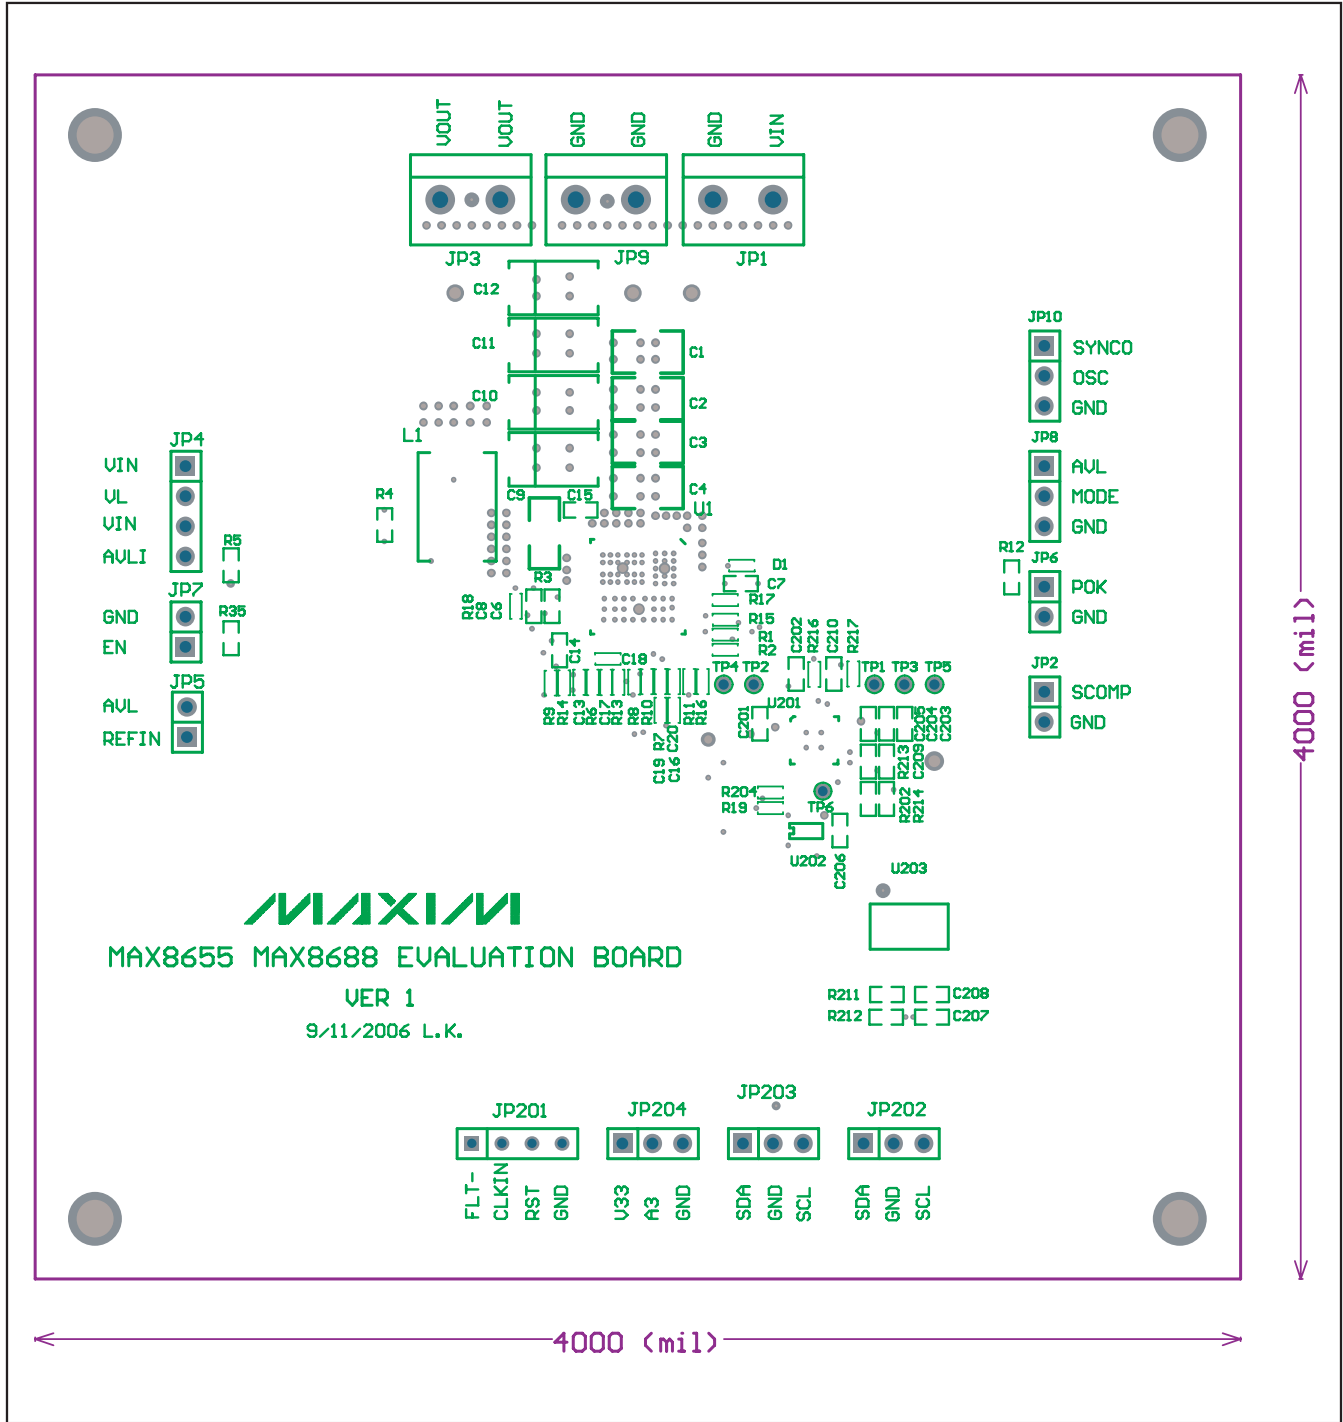 VOUT VOUT GND GND GND VIN
JP3 JP9 JP1
C12
C11
C10
C1
C2
C3
C4
L1
C9 C15 U1
JP10
SYNCO
OSC
GND
JP8
AVL
MODE
GND
R12
JP6
POK
GND
JP2
SCOMP
GND
JP4
VIN
VL
VIN
AVLI
R4
R5
JP7
GND
EN
R35
JP5
AVL
REFIN
R3
R18 C8 C6
D1
C7
R17
R15
R1
R2
C14
C18
C202 R216 C210 R217
TP4 TP2 TP1 TP3 TP5
R9 R14 C13 R6 C17 R13 R8 R10 R11 R16
R7 C20
C19 C16
U201
C201
C205 C204 C203
R213 C209
R202 R214
R204
R19
TP6
U202
C206
U203
MAXIM
MAX8655 MAX8688 EVALUATION BOARD
VER 1
9/11/2006 L.K.
R211 C208
R212 C207
JP201 JP204 JP203 JP202
FLT- CLKIN RST GND V33 A3 GND SDA GND SCL SDA GND SCL
4000 (mil)
4000 (mil)